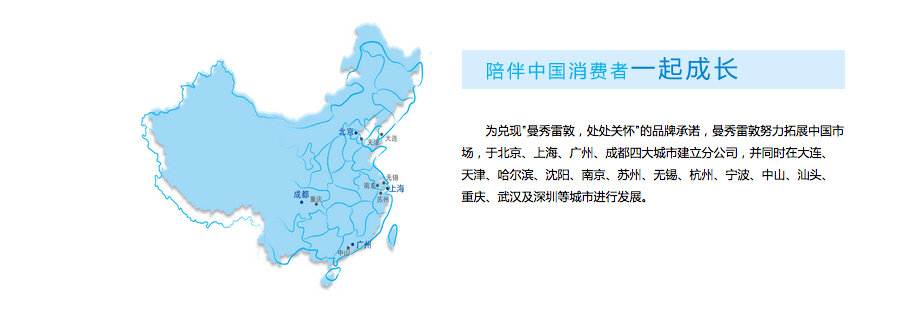 陪伴中国消费者一起成长
为兑现"曼秀雷敦，处处关怀"的品牌承诺，曼秀雷敦努力拓展中国市
场，于北京、上海、广州、成都四大城市建立分公司，并同时在大连、
天津、哈尔滨、沈阳、南京、苏州、无锡、杭州、宁波、中山、汕头、
重庆、武汉及深圳等城市进行发展。
北京
大连
天津
无锡
南京
上海
苏州
成都
重庆
广州
中山